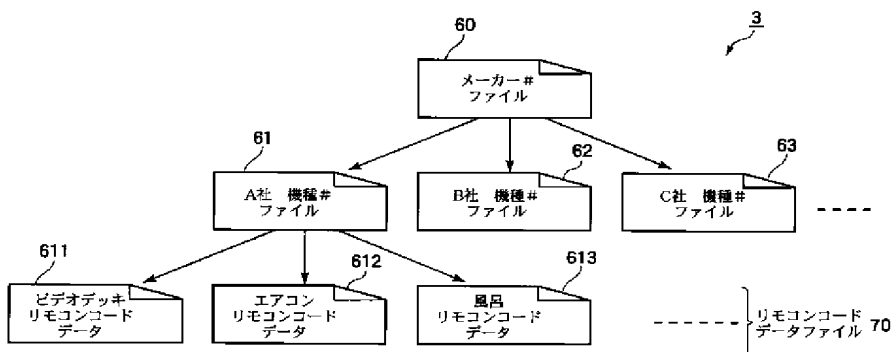 3
60
メーカー#
ファイル
61
A社 機種#
ファイル
62
B社 機種#
ファイル
63
C社 機種#
ファイル
611
ビデオデッキ
リモコンコード
データ
612
エアコン
リモコンコード
データ
613
風呂
リモコンコード
データ
リモコンコード
データファイル 70